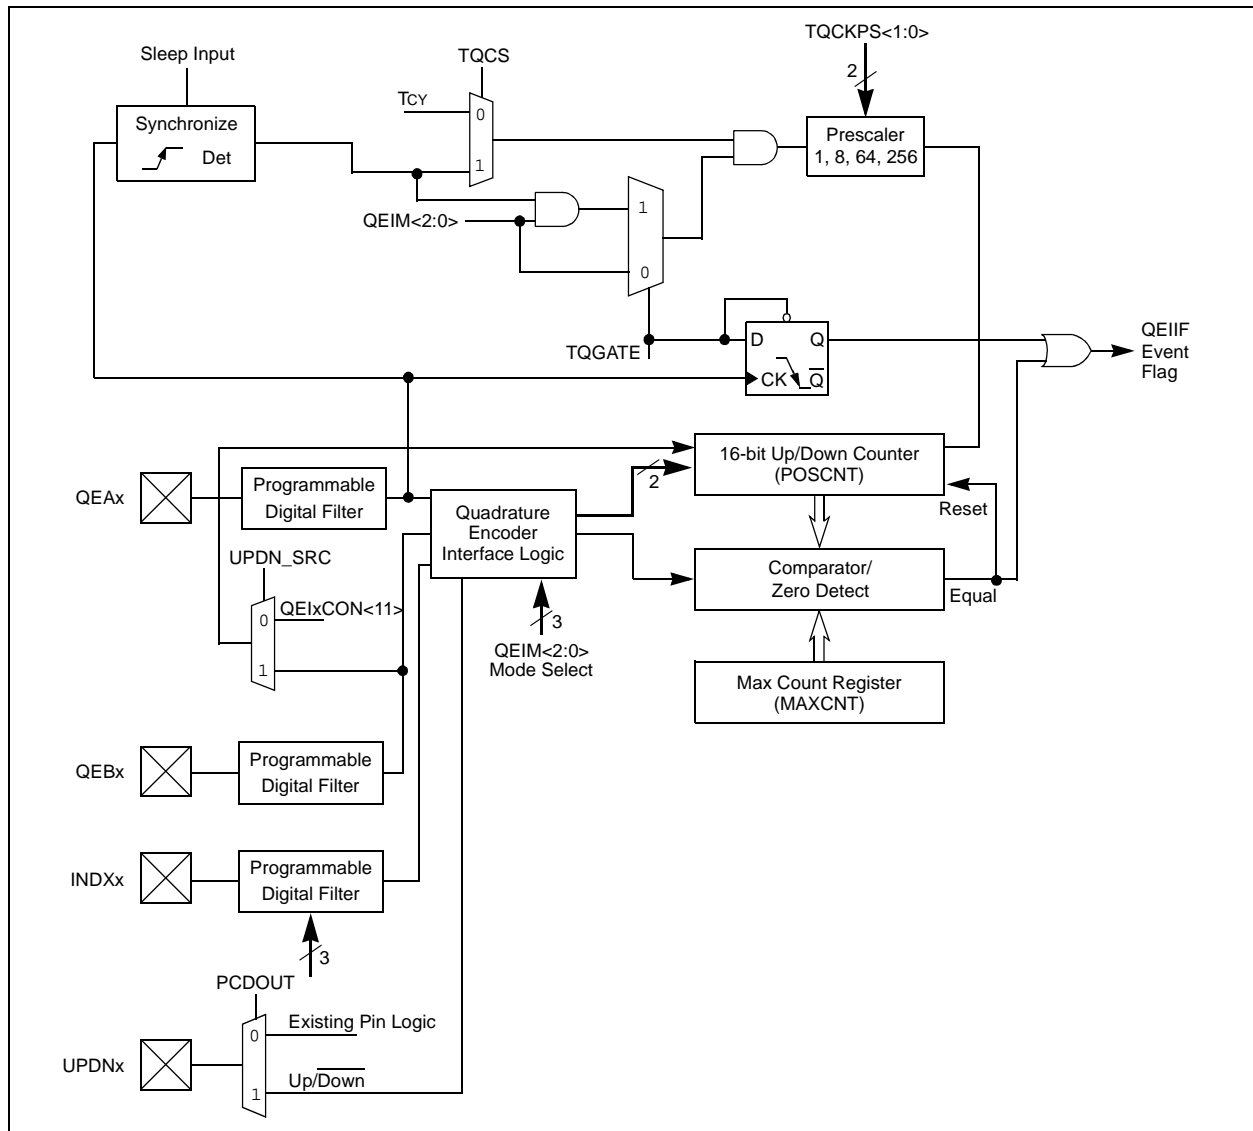 TQCKPS<1:0>
Sleep Input
TQCS
2
TCY
0
Synchronize
Det
1
Prescaler
1, 8, 64, 256
QEIM<2:0>
1
0
TQGATE
D
Q
CK
Q
QEIIF
Event
Flag
QEAx
Programmable
Digital Filter
Quadrature
Encoder
Interface Logic
2
16-bit Up/Down Counter
(POSCNT)
Reset
UPDN_SRC
0
QEIxCON<11>
1
3
QEIM<2:0>
Mode Select
Comparator/
Zero Detect
Equal
Max Count Register
(MAXCNT)
QEBx
Programmable
Digital Filter
INDXx
Programmable
Digital Filter
3
PCDOUT
0
Existing Pin Logic
UPDNx
1
Up/Down